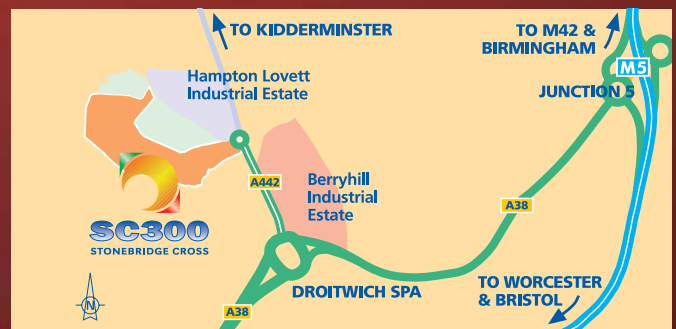 TO KIDDERMINSTER
TO M42 &
BIRMINGHAM
M5
Hampton Lovett
Industrial Estate
JUNCTION 5
A442
Berryhill
Industrial
Estate
A38
SC300
STONEBRIDGE CROSS
DROITWICH SPA
TO WORCESTER
& BRISTOL
N
A38